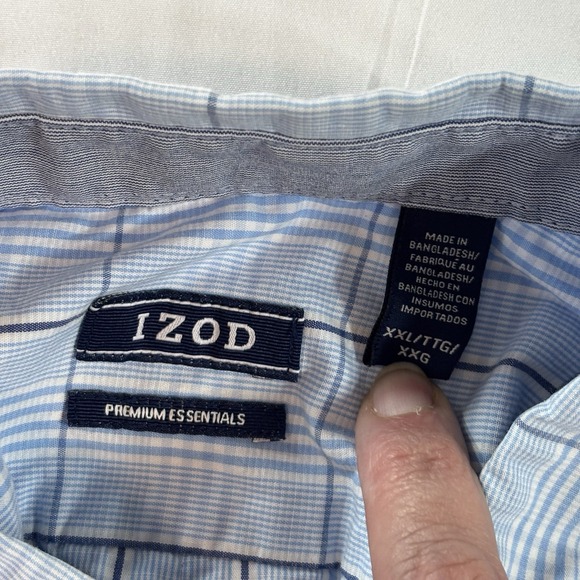 IZOD
PREMIUM ESSENTIALS
MADE IN
BANGLADESH/
FABRIQUÉ AU
BANGLADESH/
HECHO EN
BANGLADESH CON
INSUMOS
IMPORTADOS
XXL/TTG/
XXG